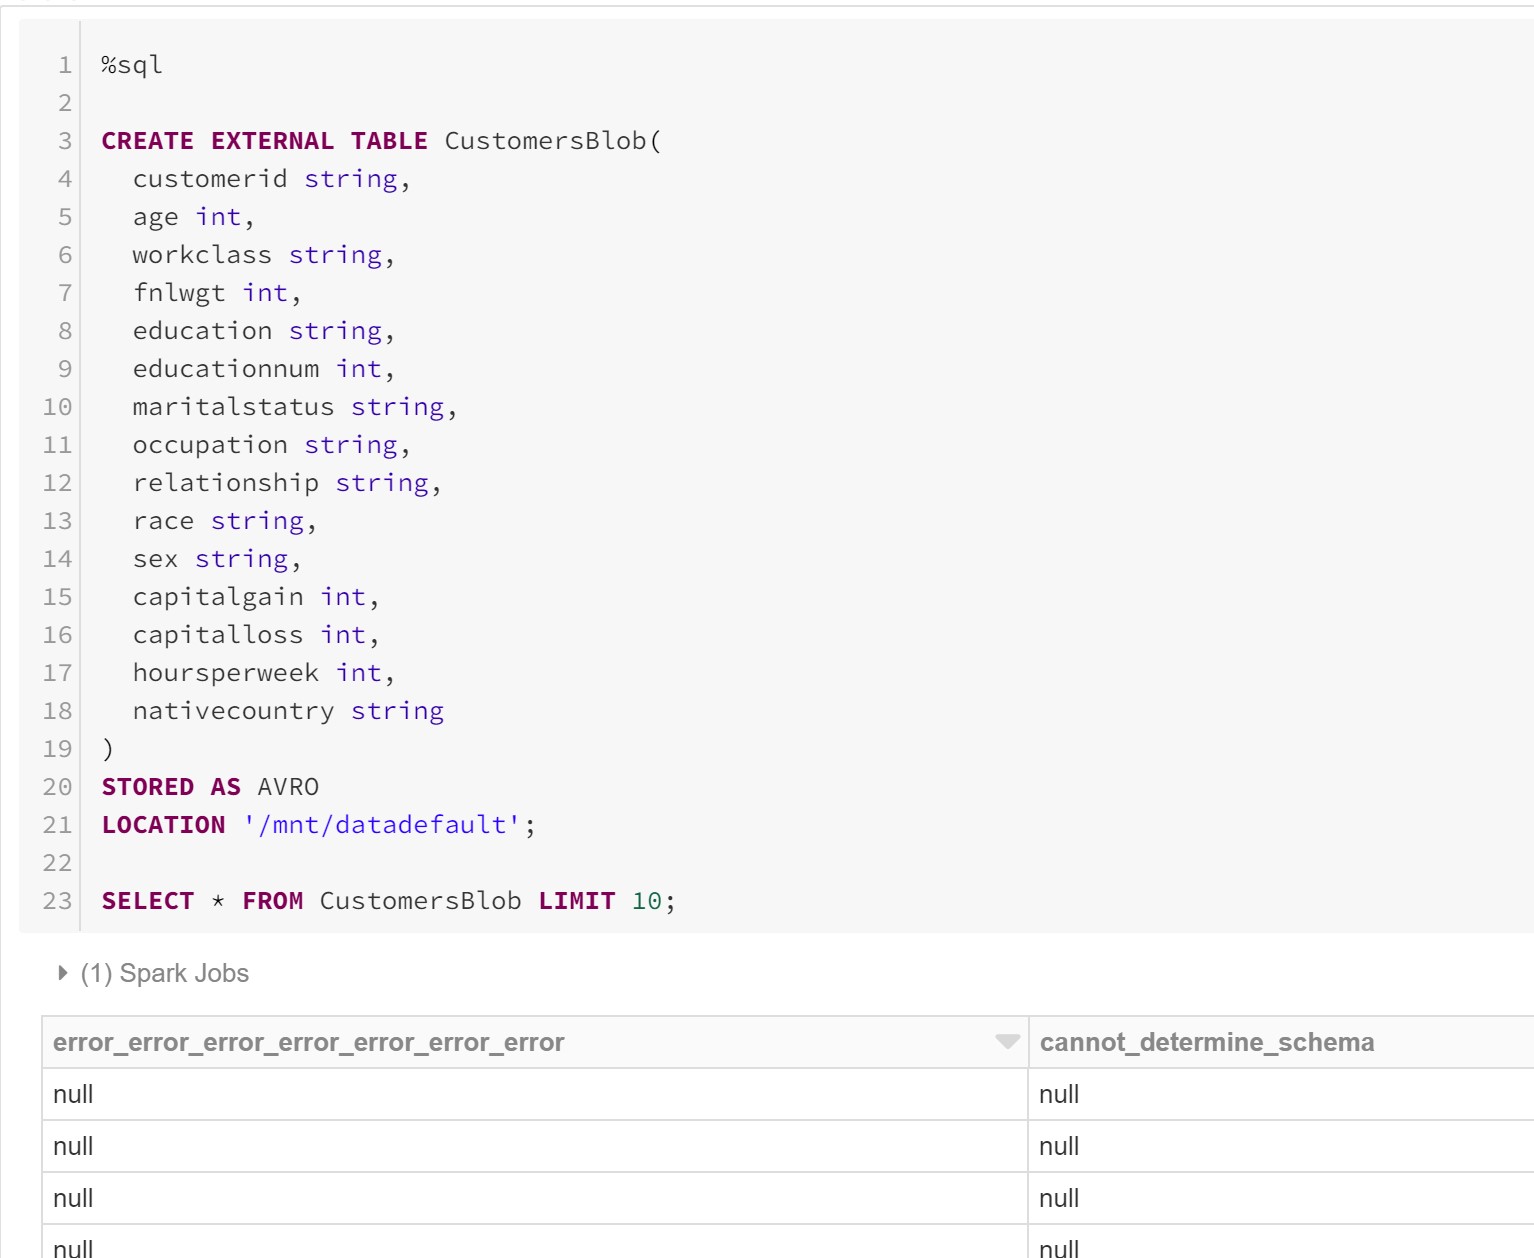 1 %sql
2
3 CREATE EXTERNAL TABLE CustomersBlob(
4 customerid string,
5 age int,
6 workclass string,
7 fnlwgt int,
8 education string,
9 educationnum int,
10 maritalstatus string,
11 occupation string,
12 relationship string,
13 race string,
14 sex string,
15 capitalgain int,
16 capitalloss int,
17 hoursperweek int,
18 nativecountry string
19 )
20 STORED AS AVRO
21 LOCATION '/mnt/datadefault';
22
23 SELECT * FROM CustomersBlob LIMIT 10;
(1) Spark Jobs
error_error_error_error_error_error_error cannot_determine_schema
null null
null null
null null
null null